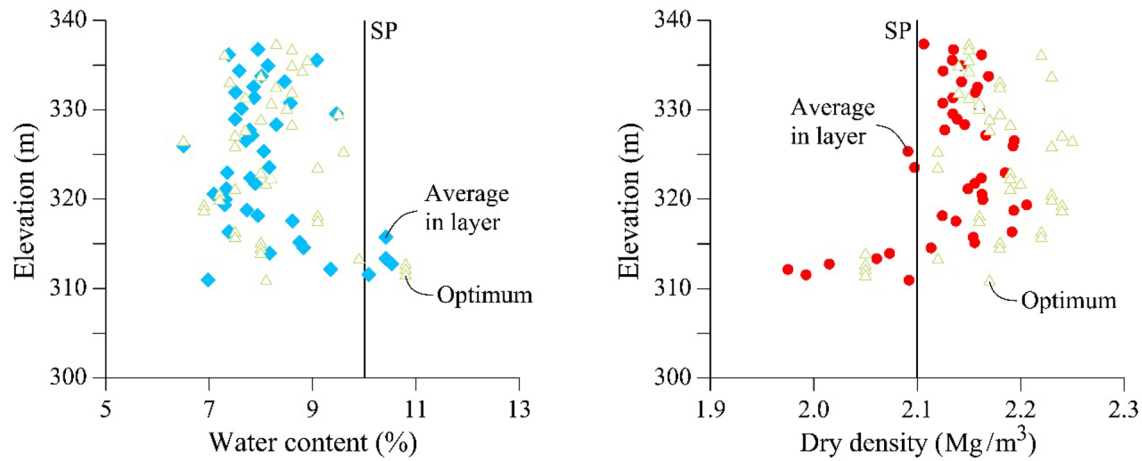 340
330
320
310
300
Elevation (m)
SP
Average
in layer
Optimum
5
7
9
11
13
Water content (%)
340
330
320
310
300
Elevation (m)
SP
Average
in layer
Optimum
1.9
2.0
2.1
2.2
2.3
Dry density (Mg/m³)